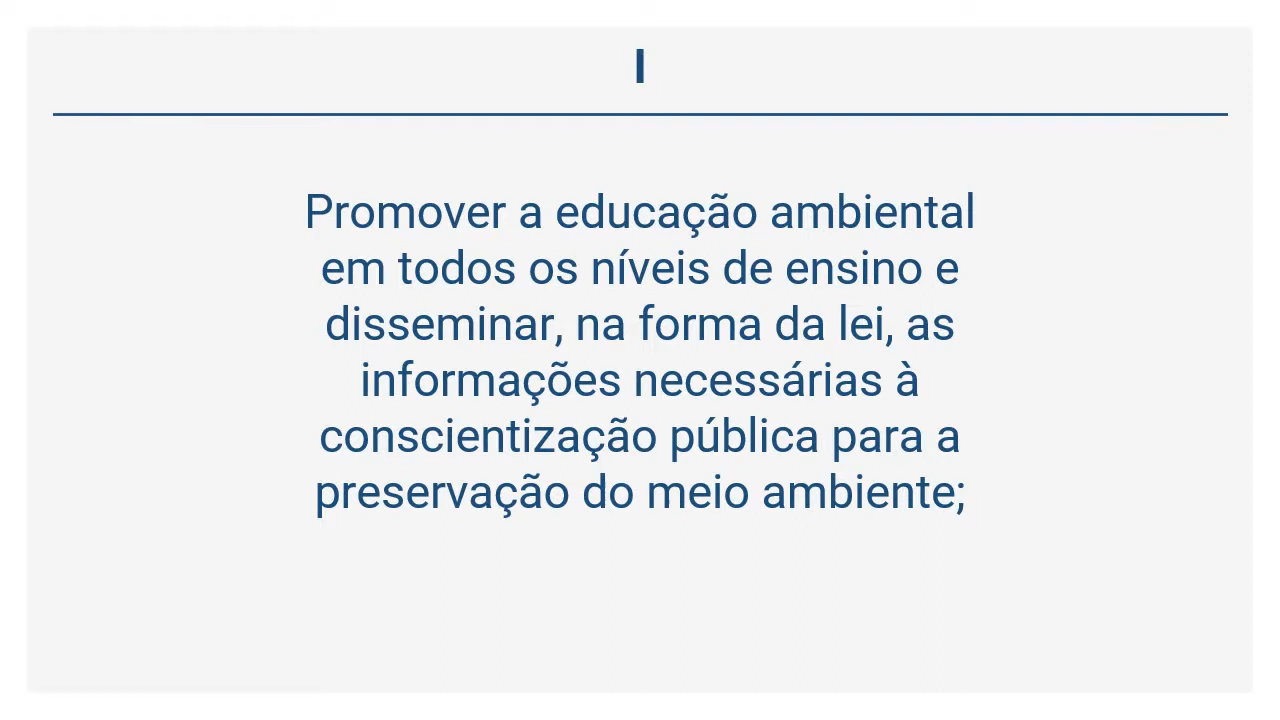 I
Promover a educação ambiental
em todos os níveis de ensino e
disseminar, na forma da lei, as
informações necessárias à
conscientização pública para a
preservação do meio ambiente;